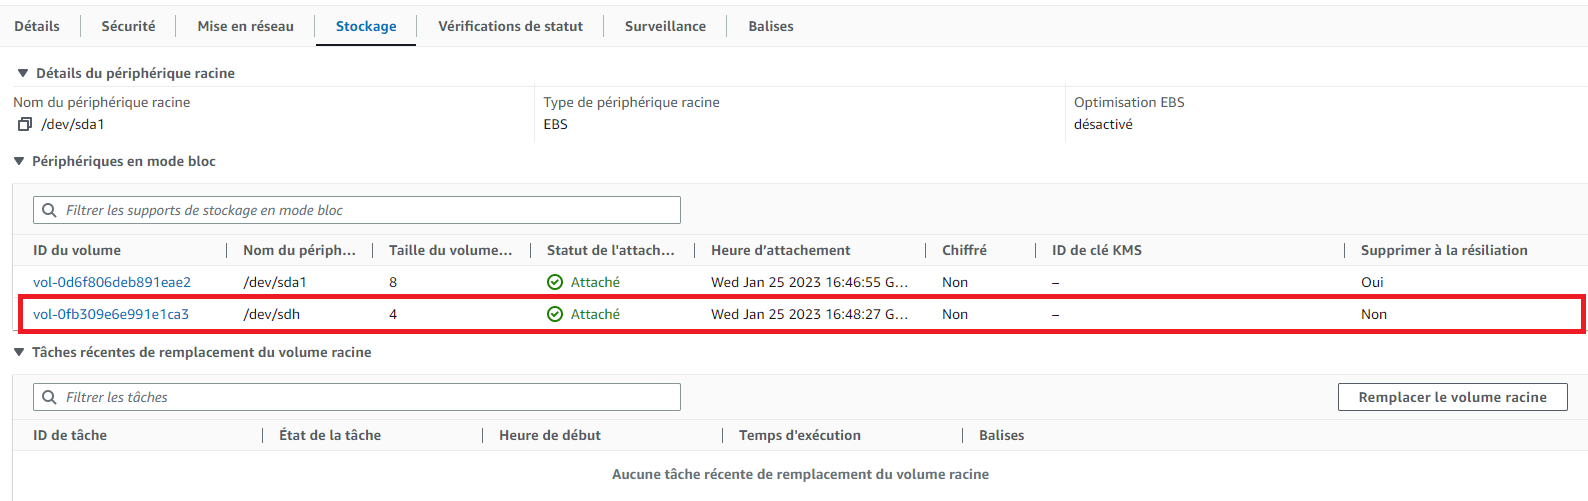 Détails Sécurité Mise en réseau Stockage Vérifications de statut Surveillance Balises
Détails du périphérique racine
Nom du périphérique racine Type de périphérique racine Optimisation EBS
/dev/sda1 EBS désactivé
Périphériques en mode bloc
Filtrer les supports de stockage en mode bloc
ID du volume Nom du périph... Taille du volume... Statut de l'attach... Heure d'attachement Chiffré ID de clé KMS Supprimer à la résiliation
vol-0d6f806deb891eae2 /dev/sda1 8 Attaché Wed Jan 25 2023 16:46:55 G... Non – Oui
vol-0fb309e6e991e1ca3 /dev/sdh 4 Attaché Wed Jan 25 2023 16:48:27 G... Non – Non
Tâches récentes de remplacement du volume racine
Filtrer les tâches Remplacer le volume racine
ID de tâche État de la tâche Heure de début Temps d'exécution Balises
Aucune tâche récente de remplacement du volume racine